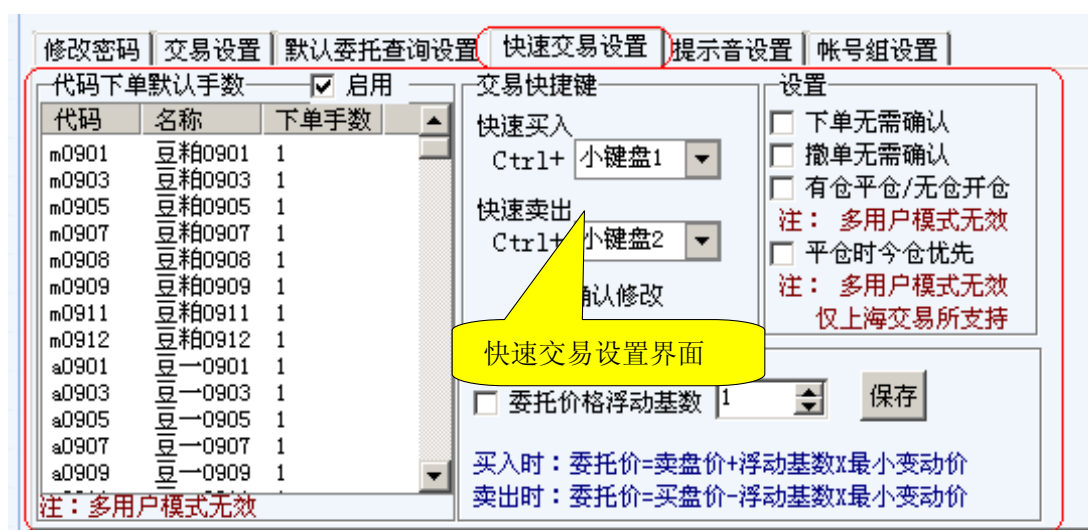 修改密码 交易设置 默认委托查询设置 快速交易设置 提示音设置 帐号组设置
代码下单默认手数 启用
代码 名称 下单手数
m0901 豆粕0901 1
m0903 豆粕0903 1
m0905 豆粕0905 1
m0907 豆粕0907 1
m0908 豆粕0908 1
m0909 豆粕0909 1
m0911 豆粕0911 1
m0912 豆粕0912 1
a0901 豆一0901 1
a0903 豆一0903 1
a0905 豆一0905 1
a0907 豆一0907 1
a0909 豆一0909 1
注：多用户模式无效
交易快捷键
快速买入
Ctrl+ 小键盘1
快速卖出
Ctrl+ 小键盘2
认修改
快速交易设置界面
设置
下单无需确认
撤单无需确认
有仓平仓/无仓开仓
注： 多用户模式无效
平仓时今仓优先
注： 多用户模式无效
仅上海交易所支持
委托价格浮动基数 1 保存
买入时：委托价=卖盘价+浮动基数X最小变动价
卖出时：委托价=买盘价-浮动基数X最小变动价